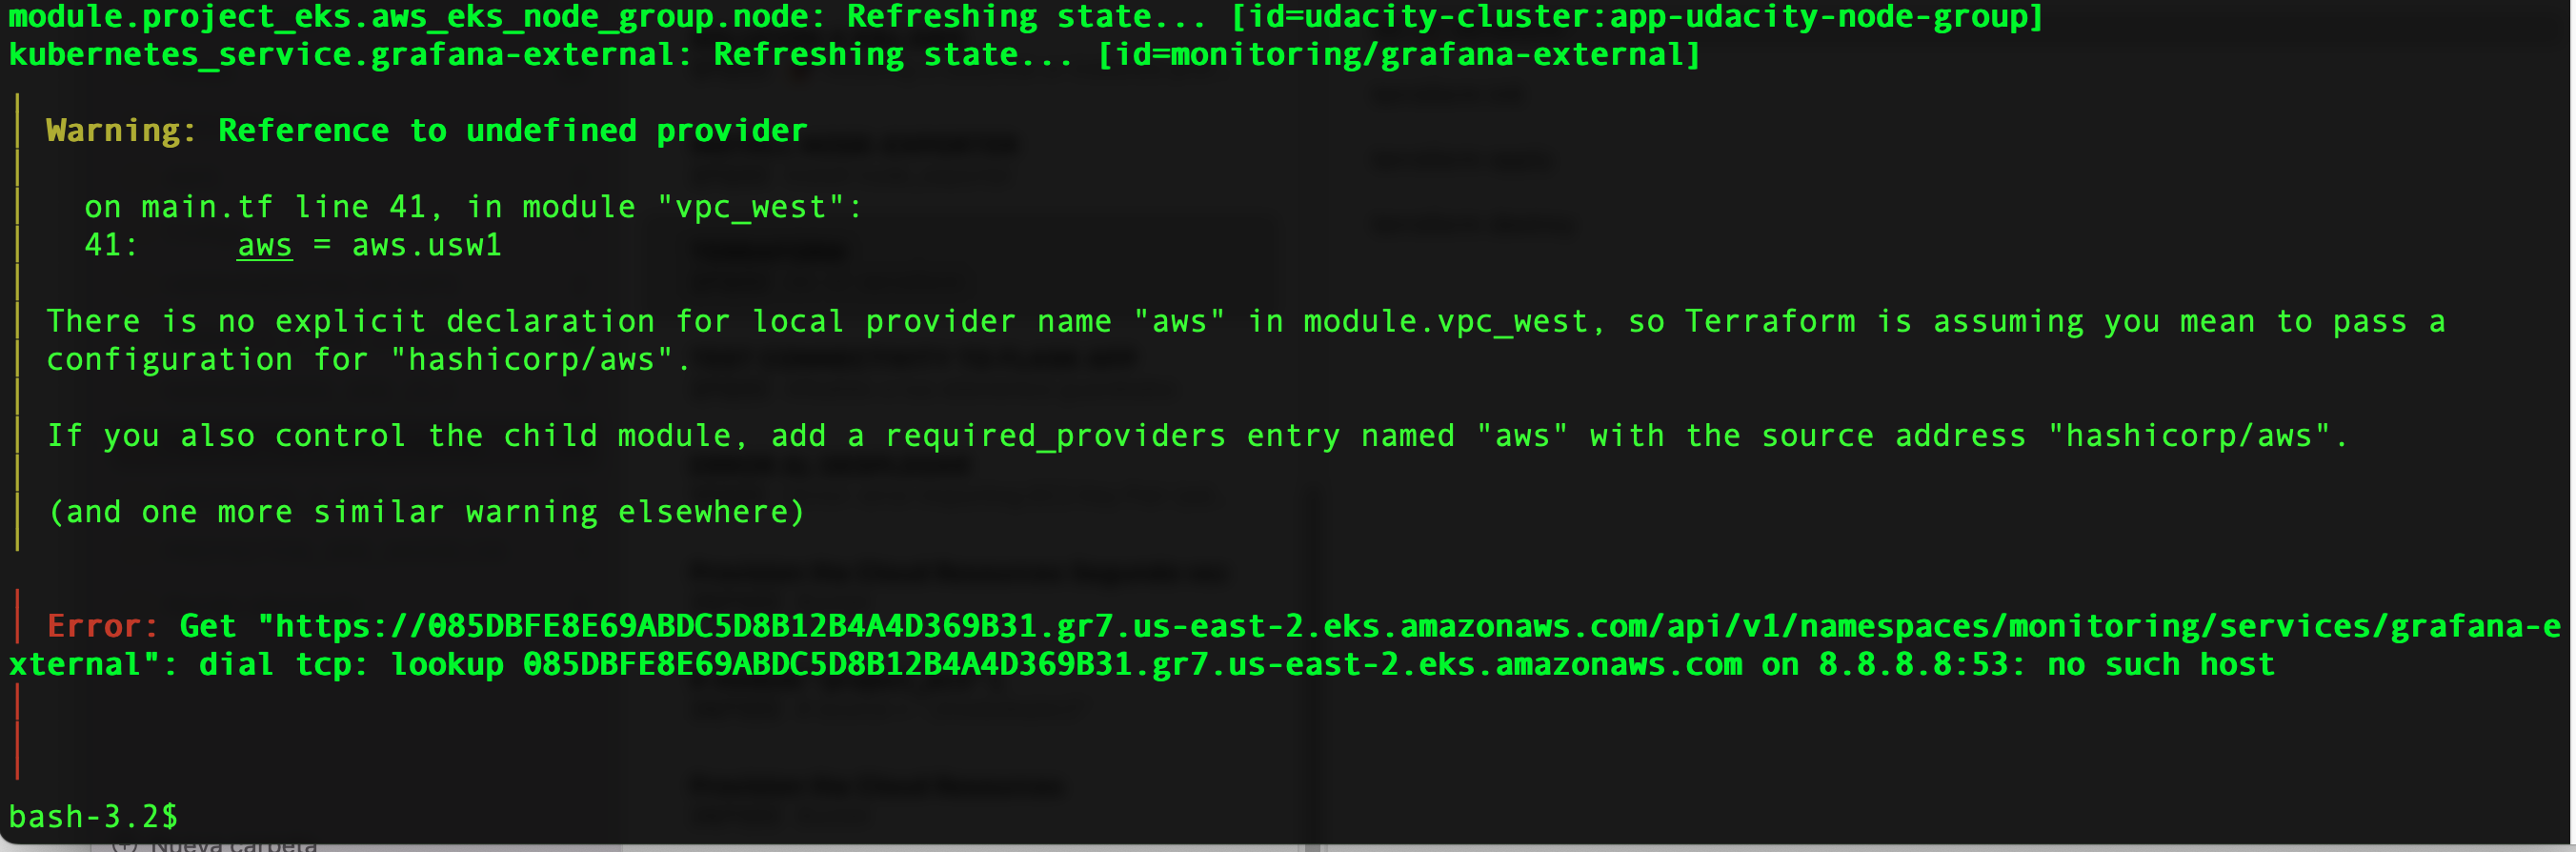 module.project_eks.aws_eks_node_group.node: Refreshing state... [id=udacity-cluster:app-udacity-node-group]
kubernetes_service.grafana-external: Refreshing state... [id=monitoring/grafana-external]
Warning: Reference to undefined provider
on main.tf line 41, in module "vpc_west":
41:     aws = aws.usw1
There is no explicit declaration for local provider name "aws" in module.vpc_west, so Terraform is assuming you mean to pass a
configuration for "hashicorp/aws".
If you also control the child module, add a required_providers entry named "aws" with the source address "hashicorp/aws".
(and one more similar warning elsewhere)
Error: Get "https://085DBFE8E69ABDC5D8B12B4A4D369B31.gr7.us-east-2.eks.amazonaws.com/api/v1/namespaces/monitoring/services/grafana-e
xternal": dial tcp: lookup 085DBFE8E69ABDC5D8B12B4A4D369B31.gr7.us-east-2.eks.amazonaws.com on 8.8.8.8:53: no such host
bash-3.2$
Nueva carpeta